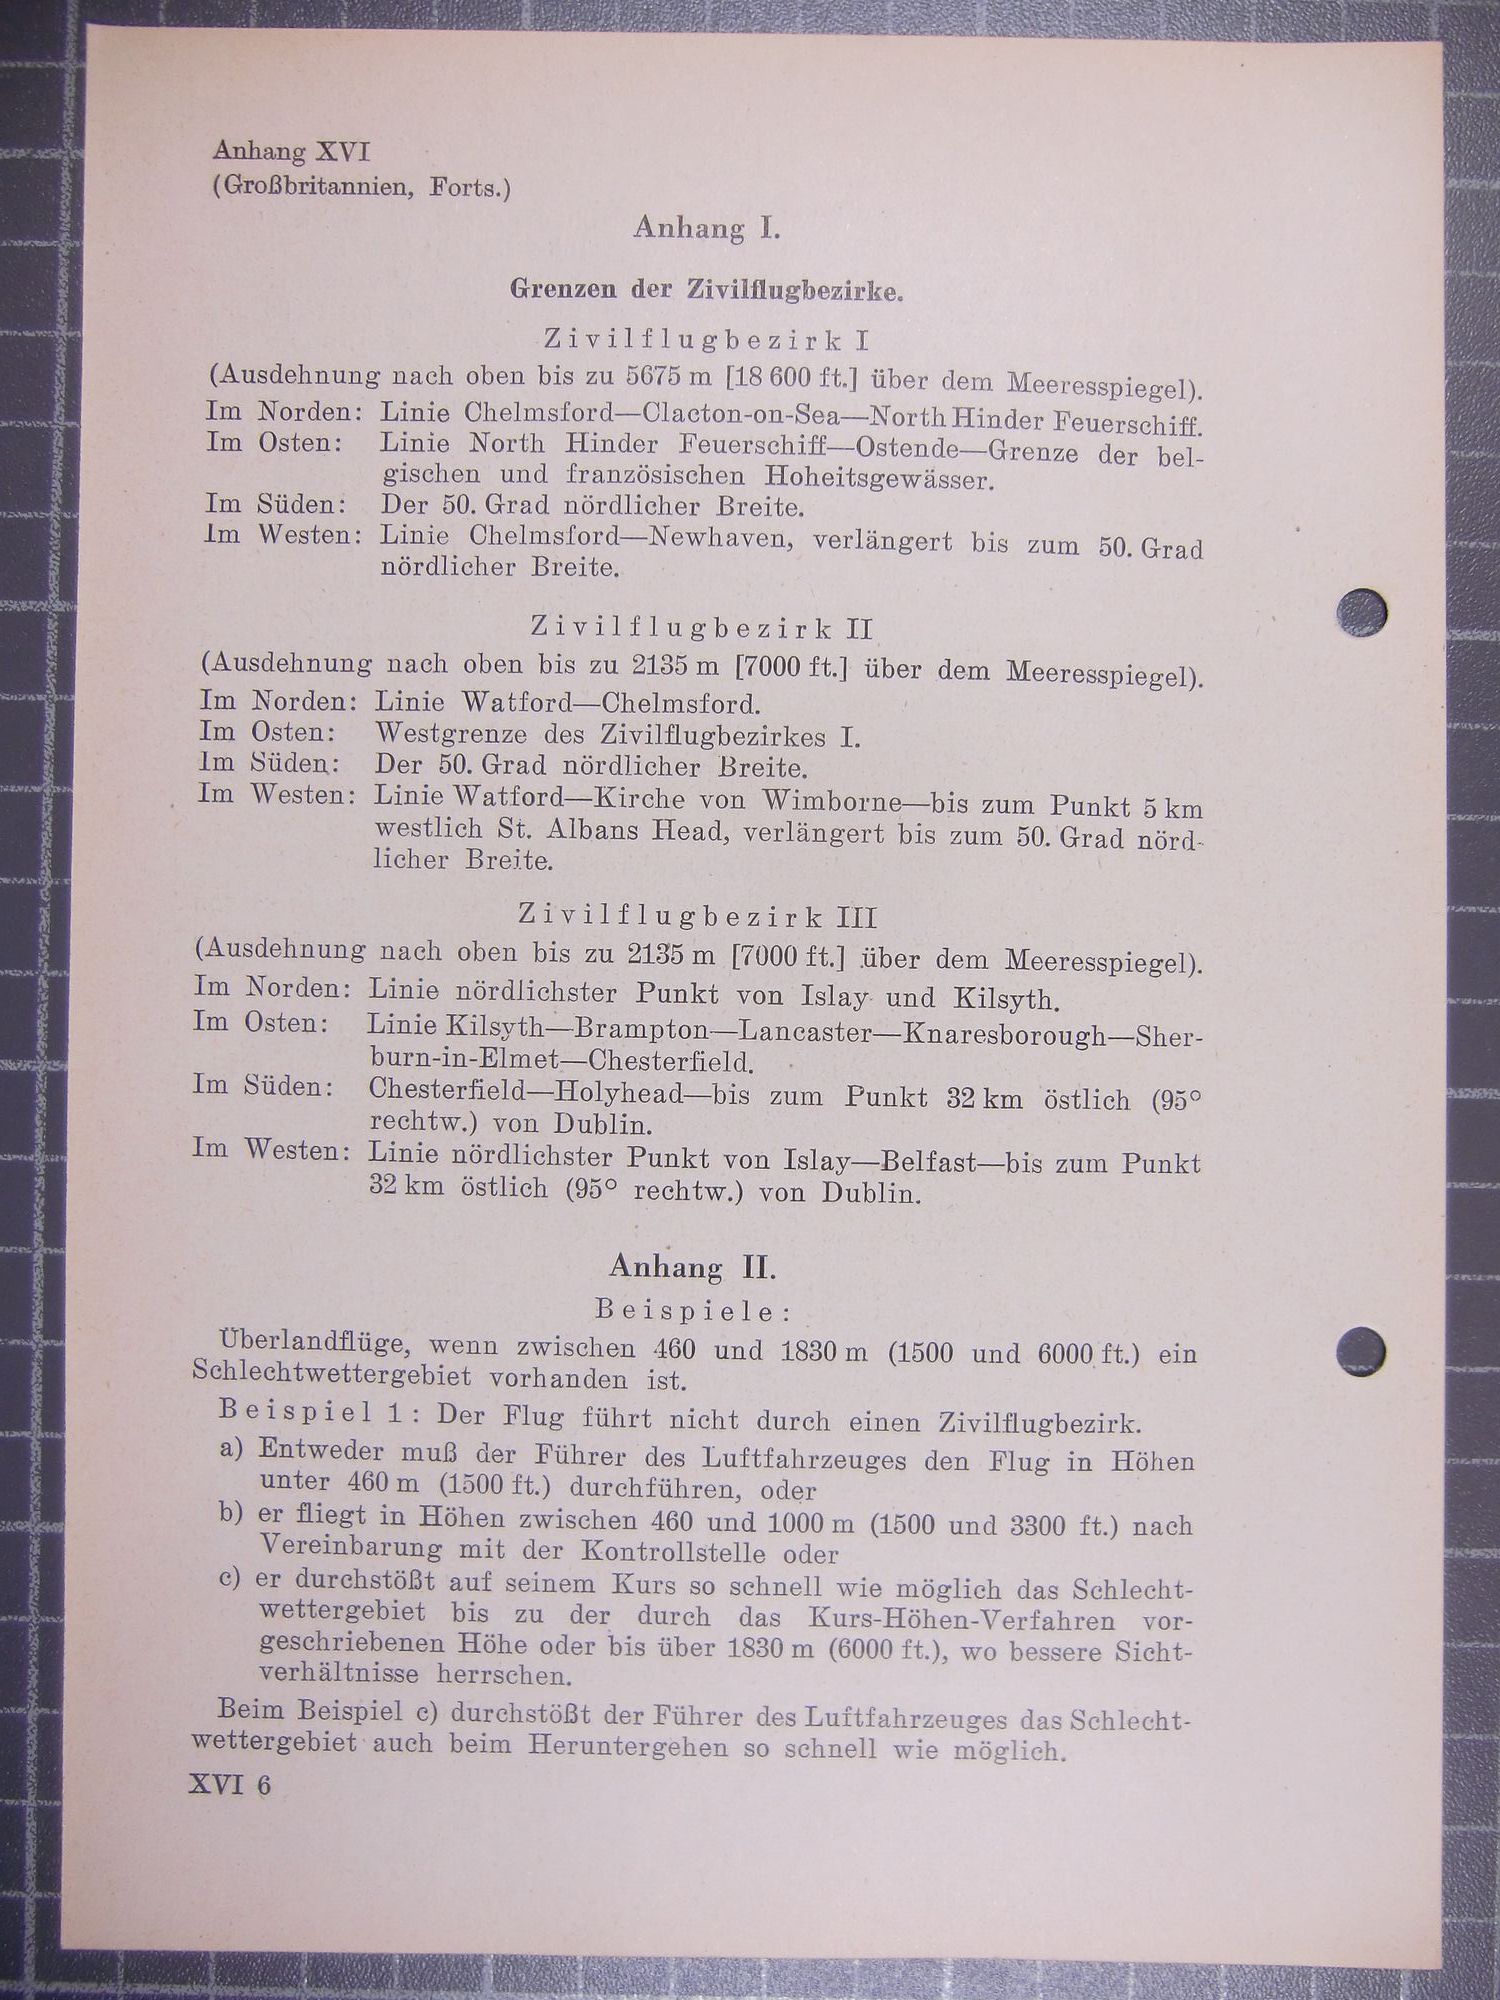 Anhang XVI
(Großbritannien, Forts.)
Anhang I.
Grenzen der Zivilflugbezirke.
Zivilflugbezirk I
(Ausdehnung nach oben bis zu 5675 m [18 600 ft.] über dem Meeresspiegel).
Im Norden: Linie Chelmsford—Clacton-on-Sea—North Hinder Feuerschiff.
Im Osten: Linie North Hinder Feuerschiff—Ostende—Grenze der bel-
gischen und französischen Hoheitsgewässer.
Im Süden: Der 50. Grad nördlicher Breite.
Im Westen: Linie Chelmsford—Newhaven, verlängert bis zum 50. Grad
nördlicher Breite.
Zivilflugbezirk II
(Ausdehnung nach oben bis zu 2135 m [7000 ft.] über dem Meeresspiegel).
Im Norden: Linie Watford—Chelmsford.
Im Osten: Westgrenze des Zivilflugbezirkes I.
Im Süden: Der 50. Grad nördlicher Breite.
Im Westen: Linie Watford—Kirche von Wimborne—bis zum Punkt 5 km
westlich St. Albans Head, verlängert bis zum 50. Grad nörd-
licher Breite.
Zivilflugbezirk III
(Ausdehnung nach oben bis zu 2135 m [7000 ft.] über dem Meeresspiegel).
Im Norden: Linie nördlichster Punkt von Islay und Kilsyth.
Im Osten: Linie Kilsyth—Brampton—Lancaster—Knaresborough—Sher-
burn-in-Elmet—Chesterfield.
Im Süden: Chesterfield—Holyhead—bis zum Punkt 32 km östlich (95°
rechtw.) von Dublin.
Im Westen: Linie nördlichster Punkt von Islay—Belfast—bis zum Punkt
32 km östlich (95° rechtw.) von Dublin.
Anhang II.
Beispiele:
Überlandflüge, wenn zwischen 460 und 1830 m (1500 und 6000 ft.) ein
Schlechtwettergebiet vorhanden ist.
Beispiel 1: Der Flug führt nicht durch einen Zivilflugbezirk.
a) Entweder muß der Führer des Luftfahrzeuges den Flug in Höhen
unter 460 m (1500 ft.) durchführen, oder
b) er fliegt in Höhen zwischen 460 und 1000 m (1500 und 3300 ft.) nach
Vereinbarung mit der Kontrollstelle oder
c) er durchstößt auf seinem Kurs so schnell wie möglich das Schlecht-
wettergebiet bis zu der durch das Kurs-Höhen-Verfahren vor-
geschriebenen Höhe oder bis über 1830 m (6000 ft.), wo bessere Sicht-
verhältnisse herrschen.
Beim Beispiel c) durchstößt der Führer des Luftfahrzeuges das Schlecht-
wettergebiet auch beim Heruntergehen so schnell wie möglich.
XVI 6